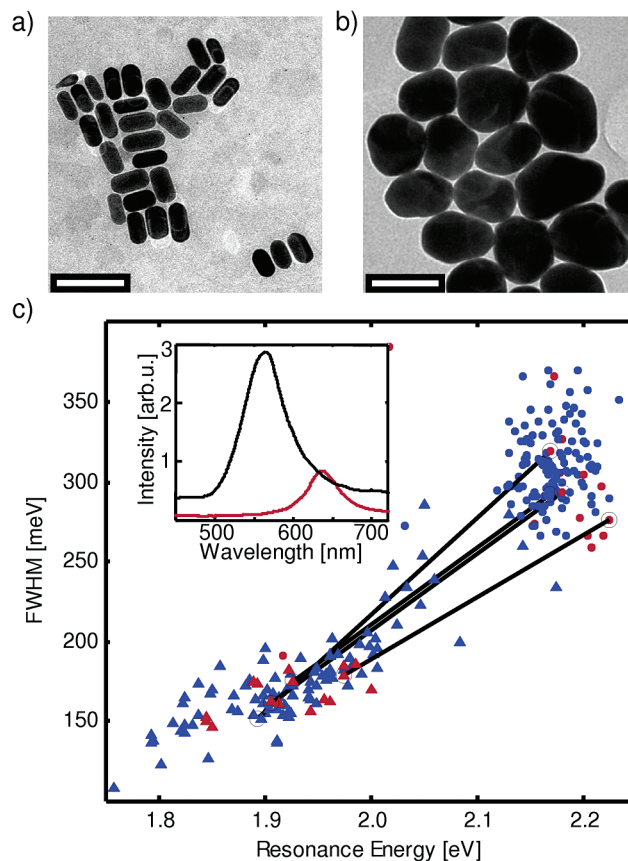 a)
b)
c)
FWHM [meV]
350
300
250
200
150
1.8
1.9
2.0
2.1
2.2
Resonance Energy [eV]
Intensity [arb.u.]
3
2
1
500
600
700
Wavelength [nm]